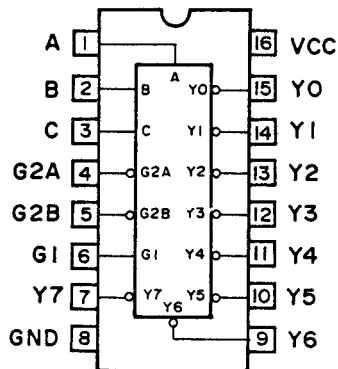 A 1 16 VCC
A
B 2 B Y0 15 Y0
C 3 C Y1 14 Y1
G2A 4 G2A Y2 13 Y2
G2B 5 G2B Y3 12 Y3
G1 6 G1 Y4 11 Y4
Y7 7 Y7 Y6 Y5 10 Y5
GND 8 9 Y6